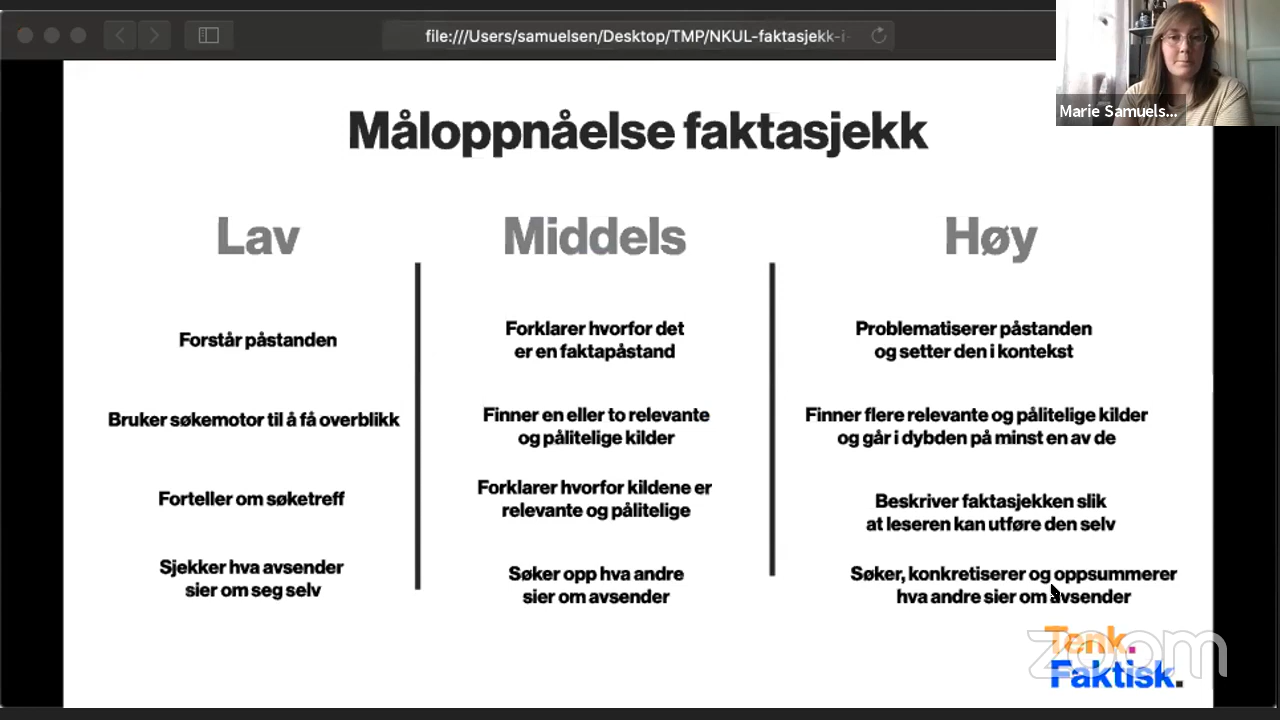 file:///Users/samuelsen/Desktop/TMP/NKUL-faktasjekk-i-
Marie Samuels...
Måloppnåelse faktasjekk
Lav
Middels
Høy
Forstår påstanden
Bruker søkemotor til å få overblikk
Forteller om søketreff
Sjekker hva avsender
sier om seg selv
Forklarer hvorfor det
er en faktapåstand
Finner en eller to relevante
og pålitelige kilder
Forklarer hvorfor kildene er
relevante og pålitelige
Søker opp hva andre
sier om avsender
Problematiserer påstanden
og setter den i kontekst
Finner flere relevante og pålitelige kilder
og går i dybden på minst en av de
Beskriver faktasjekken slik
at leseren kan utføre den selv
Søker, konkretiserer og oppsummerer
hva andre sier om avsender
Tenk.
zoom
Faktisk.